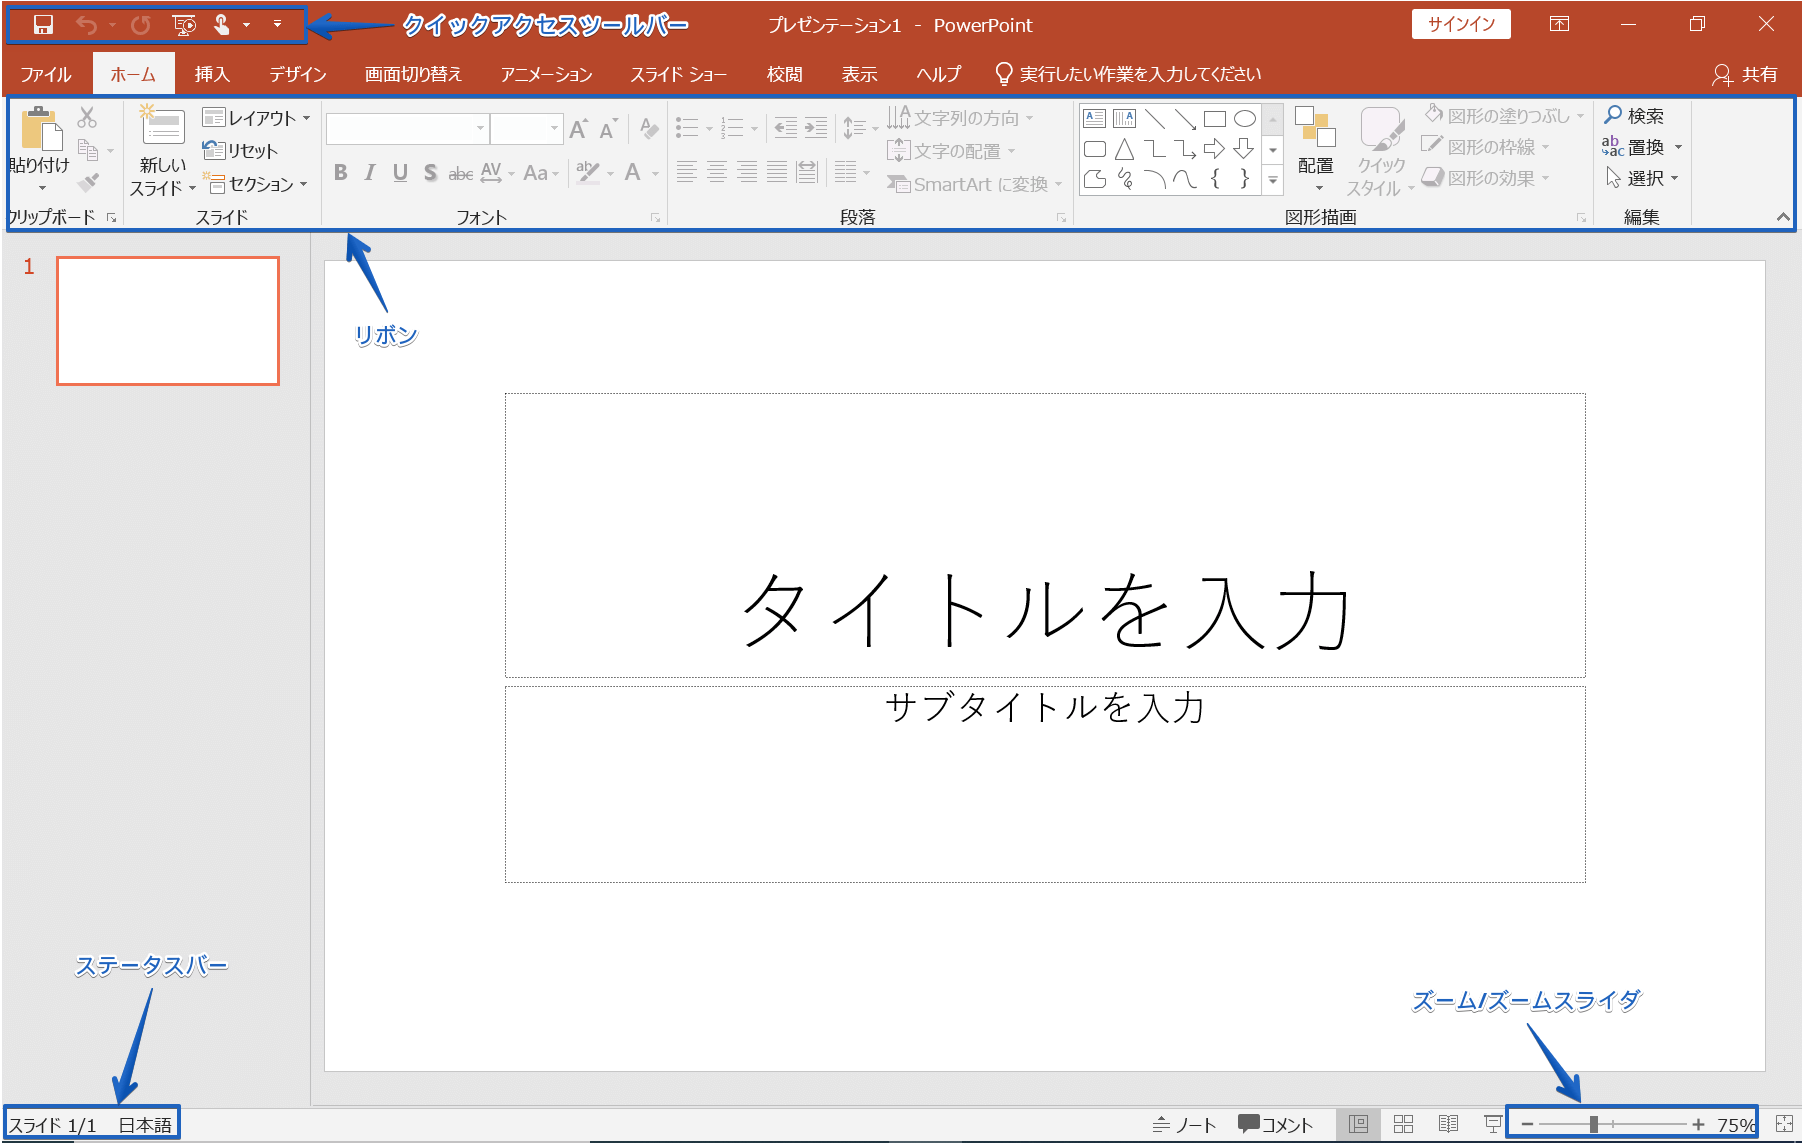 クイックアクセスツールバー
プレゼンテーション1 - PowerPoint
サインイン
ファイル ホーム 挿入 デザイン 画面切り替え アニメーション スライド ショー 校閲 表示 ヘルプ 実行したい作業を入力してください 共有
貼り付け
クリップボード
新しい
スライド
レイアウト
リセット
セクション
スライド
B I U S abc AV Aa A
フォント
文字列の方向
文字の配置
SmartArt に変換
段落
配置
クイック
スタイル
図形の塗りつぶし
図形の枠線
図形の効果
図形描画
検索
置換
選択
編集
1
リボン
タイトルを入力
サブタイトルを入力
ステータスバー
ズーム/ズームスライダ
スライド 1/1 日本語
ノート コメント 75%